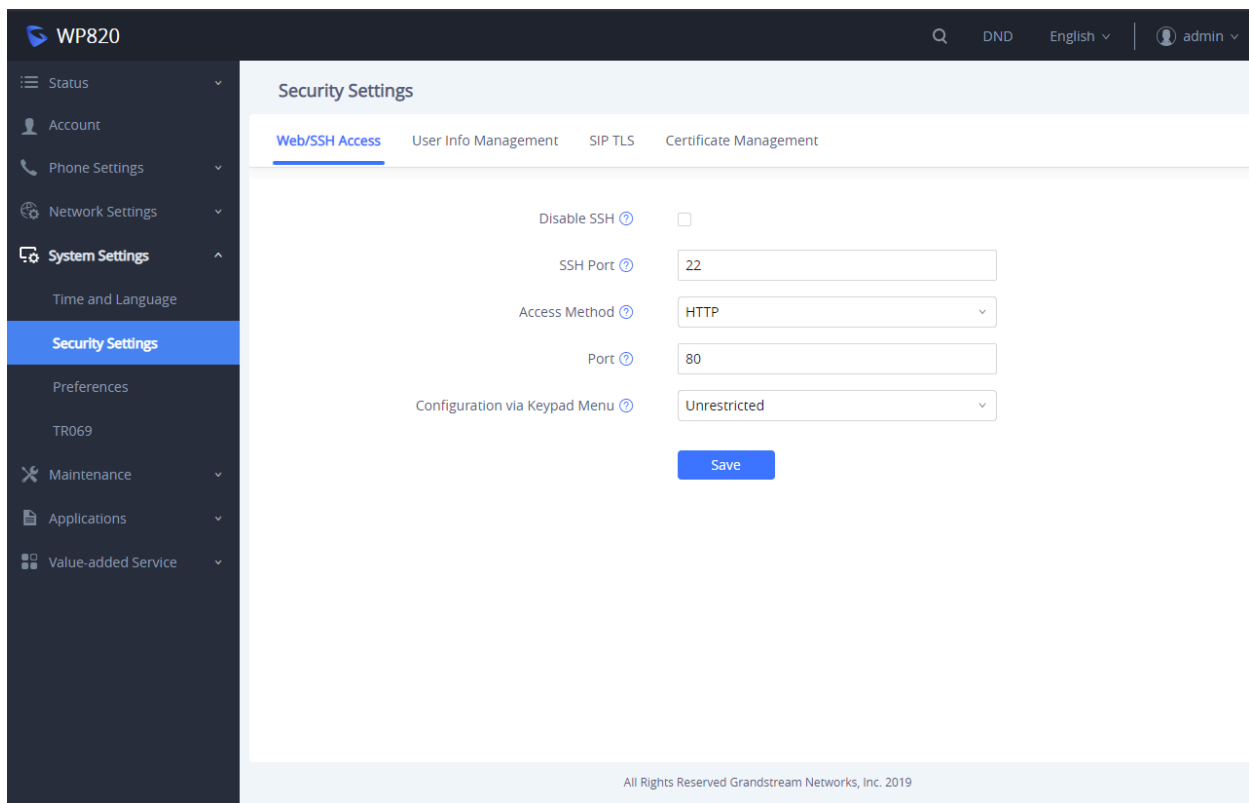 WP820
DND
English
admin
Status
Account
Phone Settings
Network Settings
System Settings
Time and Language
Security Settings
Preferences
TR069
Maintenance
Applications
Value-added Service
Security Settings
Web/SSH Access User Info Management SIP TLS Certificate Management
Disable SSH ?
SSH Port ? 22
Access Method ? HTTP
Port ? 80
Configuration via Keypad Menu ? Unrestricted
Save
All Rights Reserved Grandstream Networks, Inc. 2019